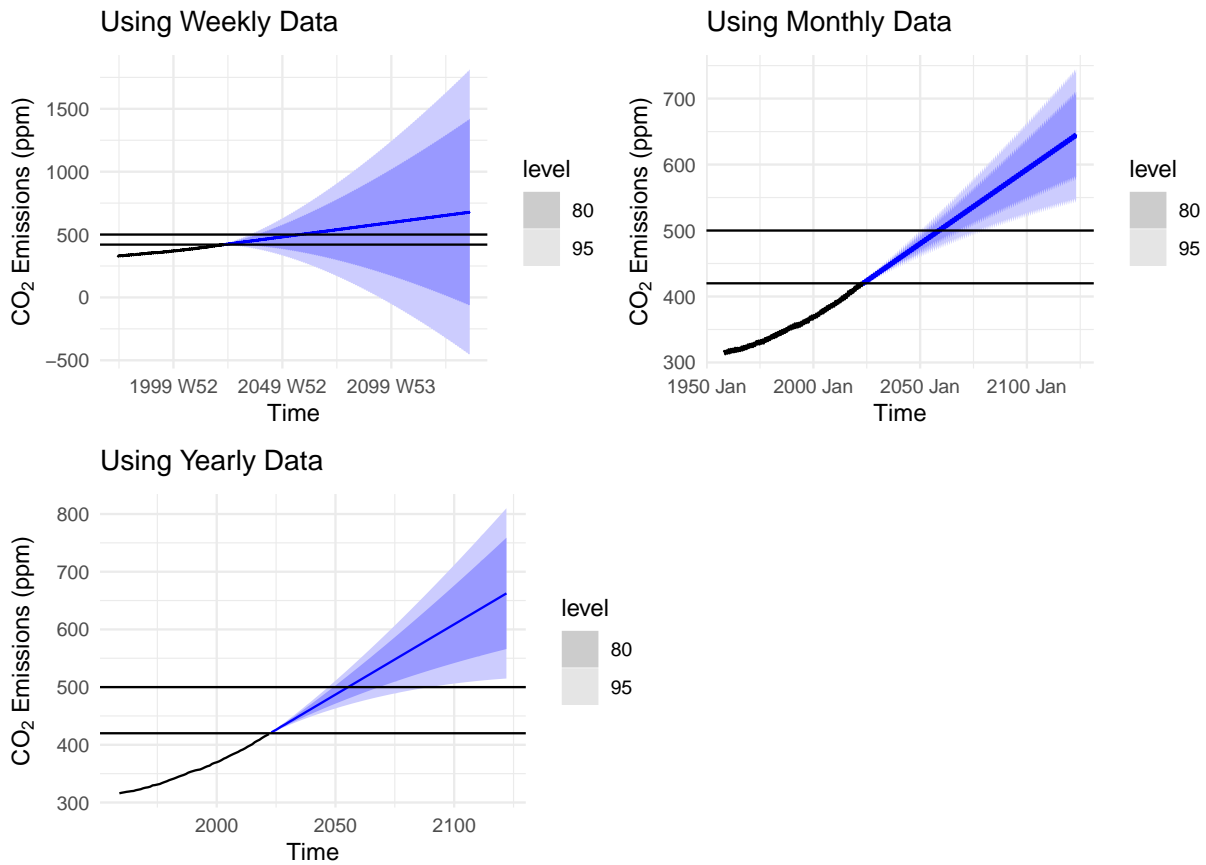 Using Weekly Data
CO₂ Emissions (ppm)
1500
1000
500
0
−500
1999 W52 2049 W52 2099 W53
Time
level
80
95
Using Monthly Data
CO₂ Emissions (ppm)
700
600
500
400
300
1950 Jan 2000 Jan 2050 Jan 2100 Jan
Time
level
80
95
Using Yearly Data
CO₂ Emissions (ppm)
800
700
600
500
400
300
2000 2050 2100
Time
level
80
95